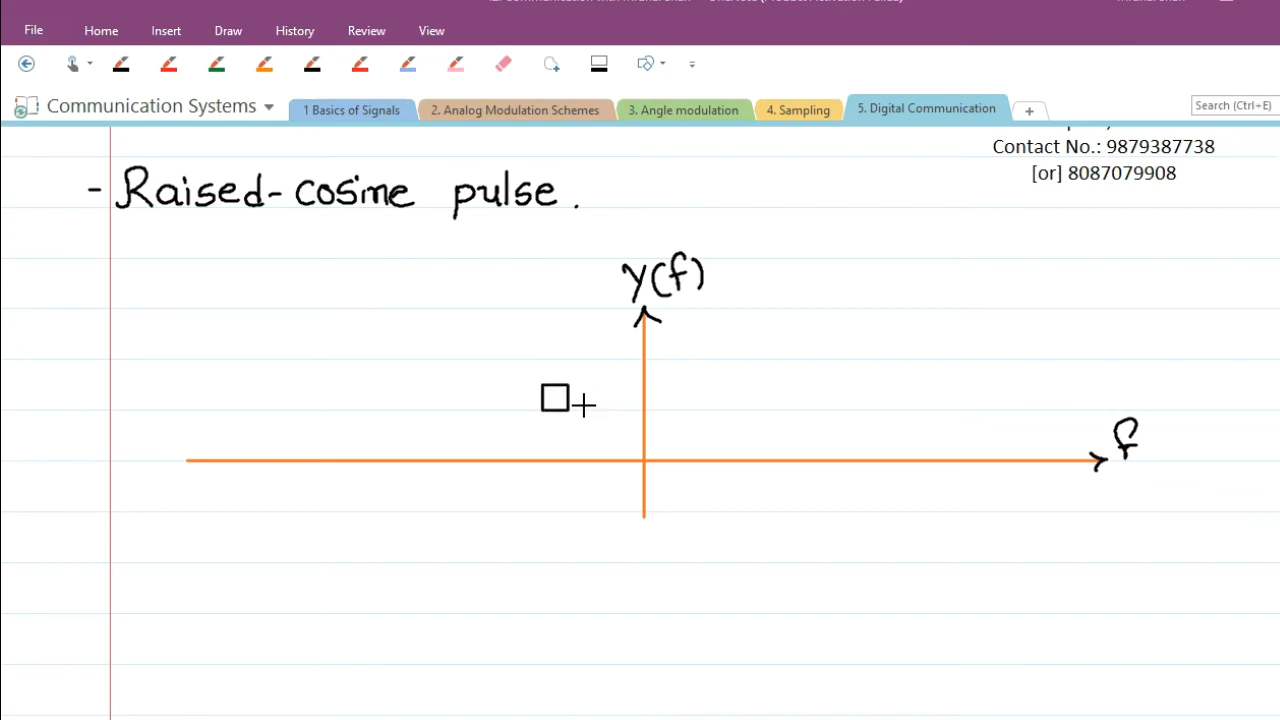 File Home Insert Draw History Review View
Communication Systems 1 Basics of Signals 2. Analog Modulation Schemes 3. Angle modulation 4. Sampling 5. Digital Communication + Search (Ctrl+E)
Contact No.: 9879387738
[or] 8087079908
- Raised-cosine pulse.
y(f)
f